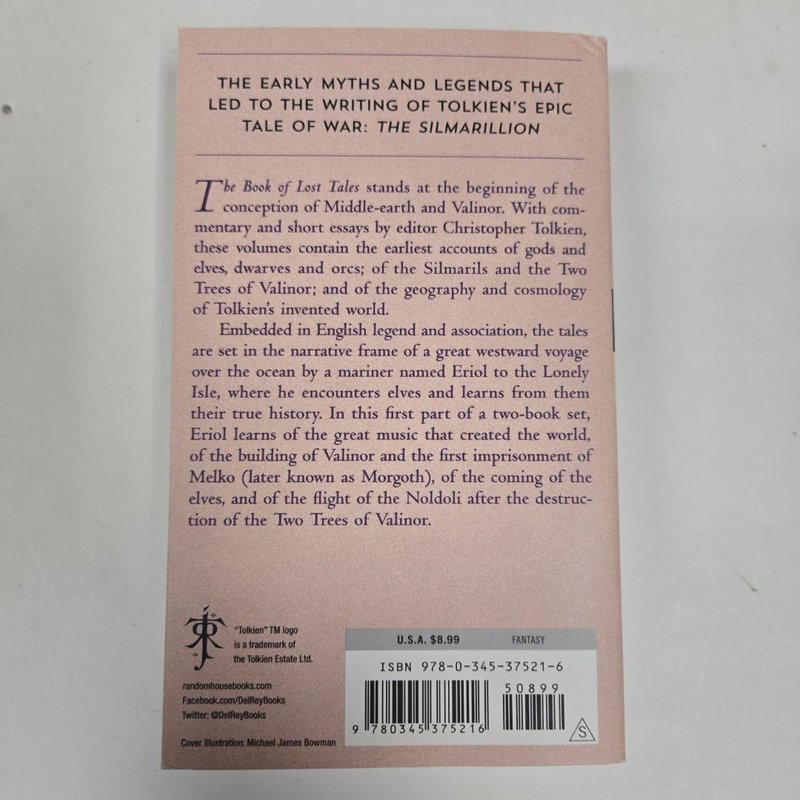 THE EARLY MYTHS AND LEGENDS THAT
LED TO THE WRITING OF TOLKIEN'S EPIC
TALE OF WAR: THE SILMARILLION
The Book of Lost Tales stands at the beginning of the
conception of Middle-earth and Valinor. With com-
mentary and short essays by editor Christopher Tolkien,
these volumes contain the earliest accounts of gods and
elves, dwarves and orcs; of the Silmarils and the Two
Trees of Valinor; and of the geography and cosmology
of Tolkien's invented world.
Embedded in English legend and association, the tales
are set in the narrative frame of a great westward voyage
over the ocean by a mariner named Eriol to the Lonely
Isle, where he encounters elves and learns from them
their true history. In this first part of a two-book set,
Eriol learns of the great music that created the world,
of the building of Valinor and the first imprisonment of
Melko (later known as Morgoth), of the coming of the
elves, and of the flight of the Noldoli after the destruc-
tion of the Two Trees of Valinor.
"Tolkien" TM logo
is a trademark of
the Tolkien Estate Ltd.
randomhousebooks.com
Facebook.com/DelReyBooks
Twitter: @DelReyBooks
Cover illustration: Michael James Bowman
U.S.A. $8.99 FANTASY
ISBN 978-0-345-37521-6
50899
9 780345 375216
S